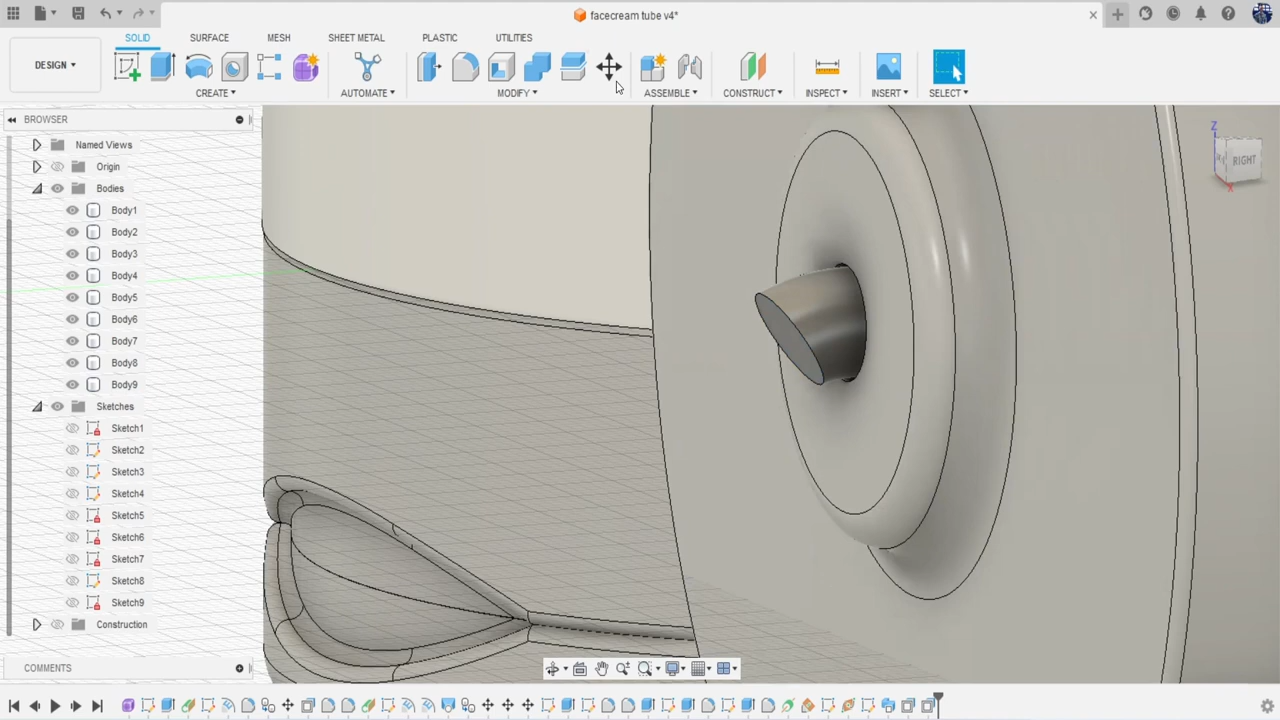 facecream tube v4*
SOLID SURFACE MESH SHEET METAL PLASTIC UTILITIES
DESIGN
CREATE AUTOMATE MODIFY ASSEMBLE CONSTRUCT INSPECT INSERT SELECT
BROWSER
Named Views
Origin
Bodies
Body1
Body2
Body3
Body4
Body5
Body6
Body7
Body8
Body9
Sketches
Sketch1
Sketch2
Sketch3
Sketch4
Sketch5
Sketch6
Sketch7
Sketch8
Sketch9
Construction
COMMENTS
Z
RIGHT
X